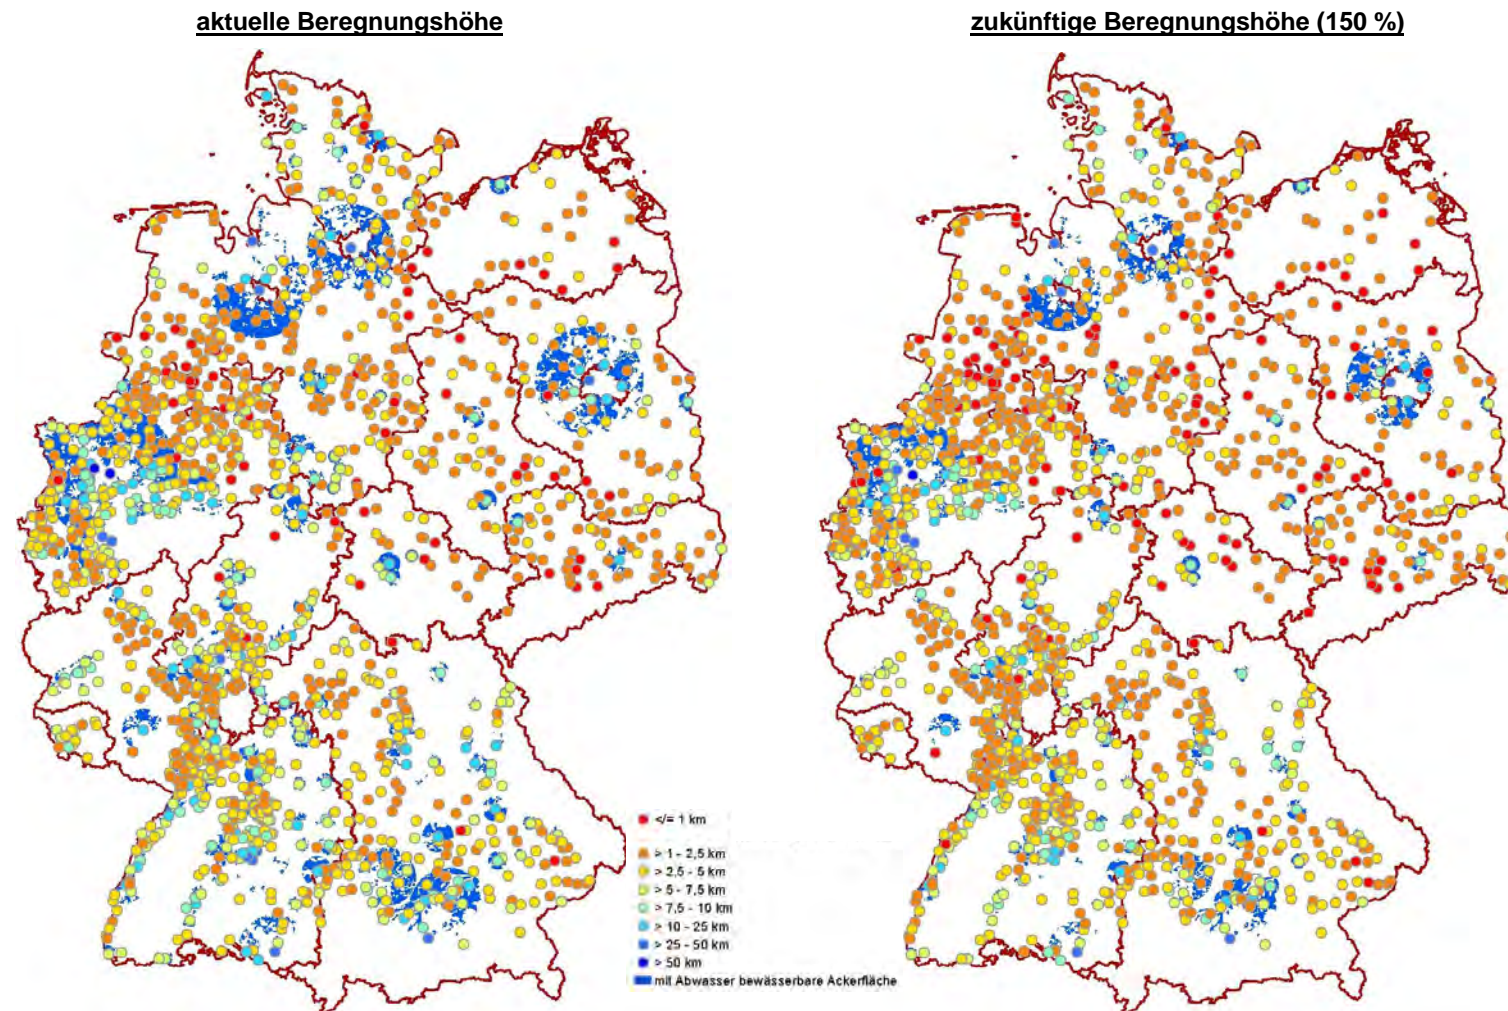 aktuelle Beregnungshöhe
zukünftige Beregnungshöhe (150 %)
</= 1 km
> 1 - 2,5 km
> 2,5 - 5 km
> 5 - 7,5 km
> 7,5 - 10 km
> 10 - 25 km
> 25 - 50 km
> 50 km
mit Abwasser bewässerbare Ackerfläche